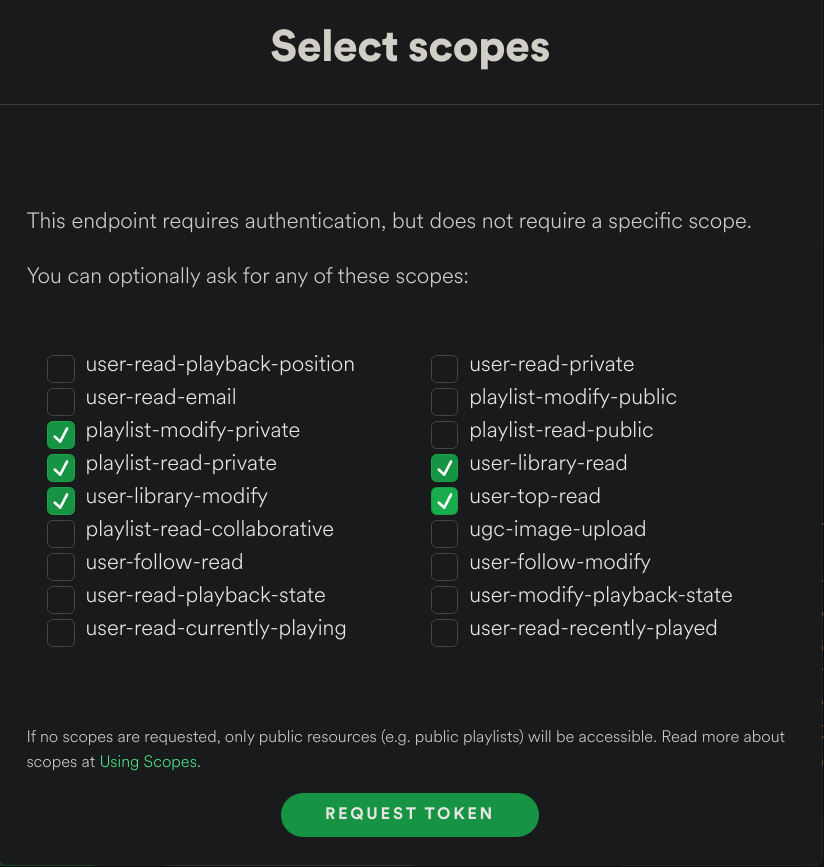 Select scopes
This endpoint requires authentication, but does not require a specific scope.
You can optionally ask for any of these scopes:
user-read-playback-position
user-read-email
playlist-modify-private
playlist-read-private
user-library-modify
playlist-read-collaborative
user-follow-read
user-read-playback-state
user-read-currently-playing
user-read-private
playlist-modify-public
playlist-read-public
user-library-read
user-top-read
ugc-image-upload
user-follow-modify
user-modify-playback-state
user-read-recently-played
If no scopes are requested, only public resources (e.g. public playlists) will be accessible. Read more about
scopes at Using Scopes.
REQUEST TOKEN